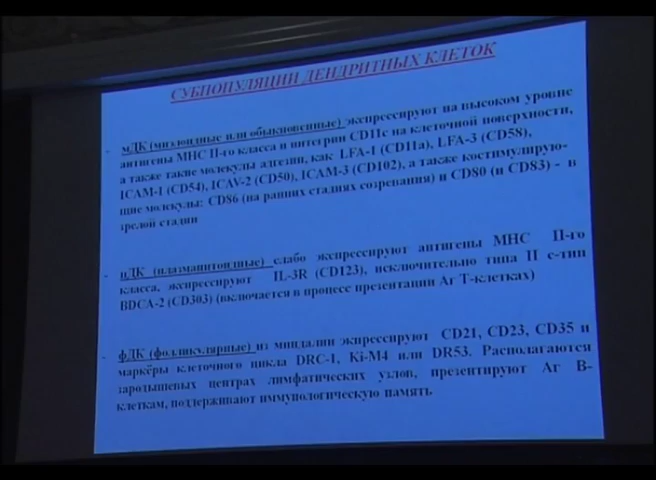 СУБПОПУЛЯЦИИ ДЕНДРИТНЫХ КЛЕТОК
- мДК (миелоидные или обыкновенные) экспрессируют на высоком уровне
антигены МНС II-го класса и интегрин CD11c на клеточной поверхности,
а также такие молекулы адгезии, как LFA-1 (CD11a), LFA-3 (CD58),
ICAM-1 (CD54), ICAV-2 (CD50), ICAM-3 (CD102), а также костимулирую-
щие молекулы: CD86 (на ранних стадиях созревания) и CD80 (и CD83) - в
зрелой стадии
- пДК (плазмацитоидные) слабо экспрессируют антигены МНС II-го
класса, экспрессируют IL-3R (CD123), исключительно типа II с-тип
BDCA-2 (CD303) (включается в процессе презентации Аг Т-клетках)
- фДК (фолликулярные) из миндалин экпрессируют CD21, CD23, CD35 и
маркёры клеточного цикла DRC-1, Ki-M4 или DR53. Располагаются
зародышевых центрах лимфатических узлов, презентируют Аг В-
клеткам, поддерживают иммунологическую память